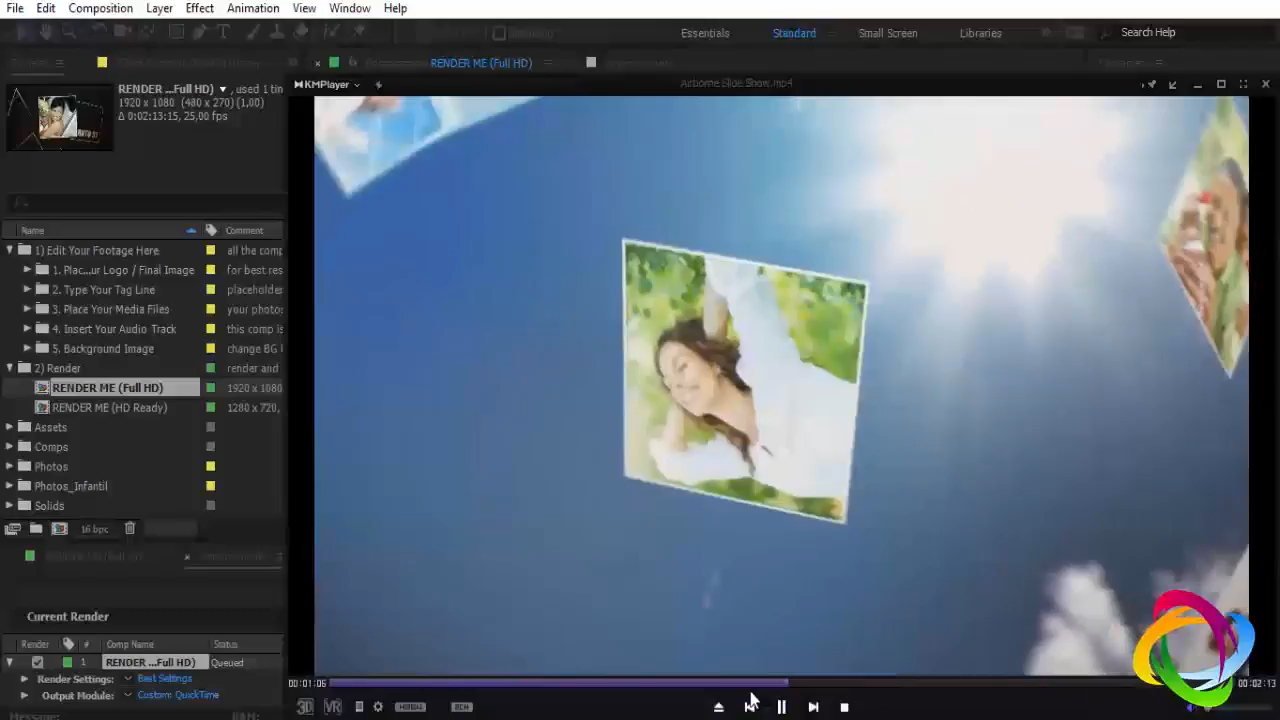 File Edit Composition Layer Effect Animation View Window Help
Essentials Standard Small Screen Libraries Search Help
RENDER ME (Full HD)
KMPlayer Airborne Slide Show.mp4
RENDER ...Full HD) , used 1 tin
1920 x 1080 (480 x 270) (1,00)
Δ 0:02:13:15, 25,00 fps
Name Comment
1) Edit Your Footage Here all the comp
1. Plac...ur Logo / Final Image for best res
2. Type Your Tag Line placeholder
3. Place Your Media Files your photos
4. Insert Your Audio Track this comp is
5. Background Image change BG
2) Render render and
RENDER ME (Full HD) 1920 x 1080
RENDER ME (HD Ready) 1280 x 720,
Assets
Comps
Photos
Photos_Infantil
Solids
16 bpc
Current Render
Render # Comp Name Status
1 RENDER ...Full HD) Queued
Render Settings: Best Settings
Output Module: Custom: QuickTime
00:01:05 00:02:13
3D VR